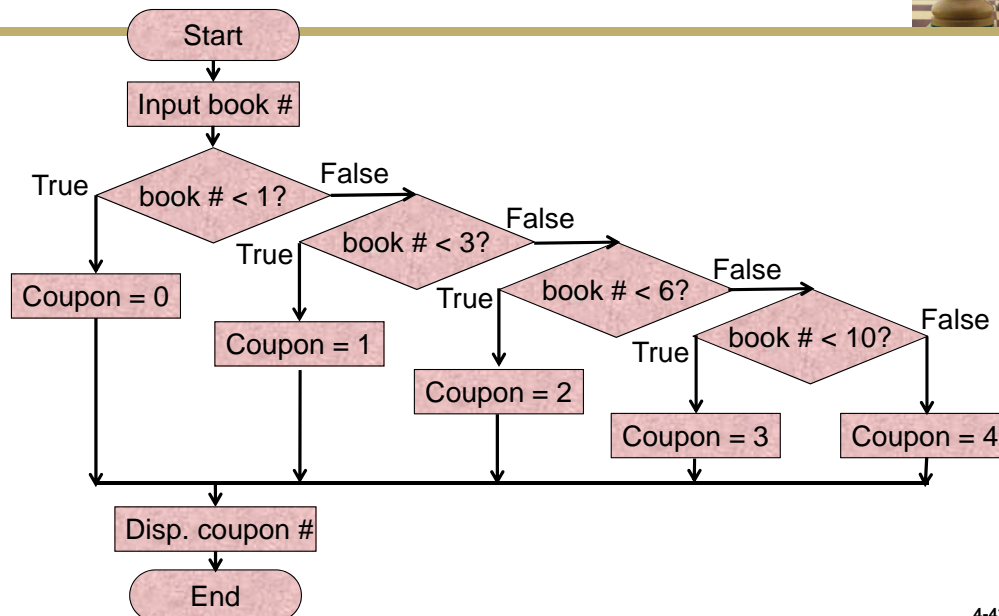 Start
Input book #
True
book # < 1?
False
True
book # < 3?
False
True
book # < 6?
False
True
book # < 10?
False
Coupon = 0
Coupon = 1
Coupon = 2
Coupon = 3
Coupon = 4
Disp. coupon #
End